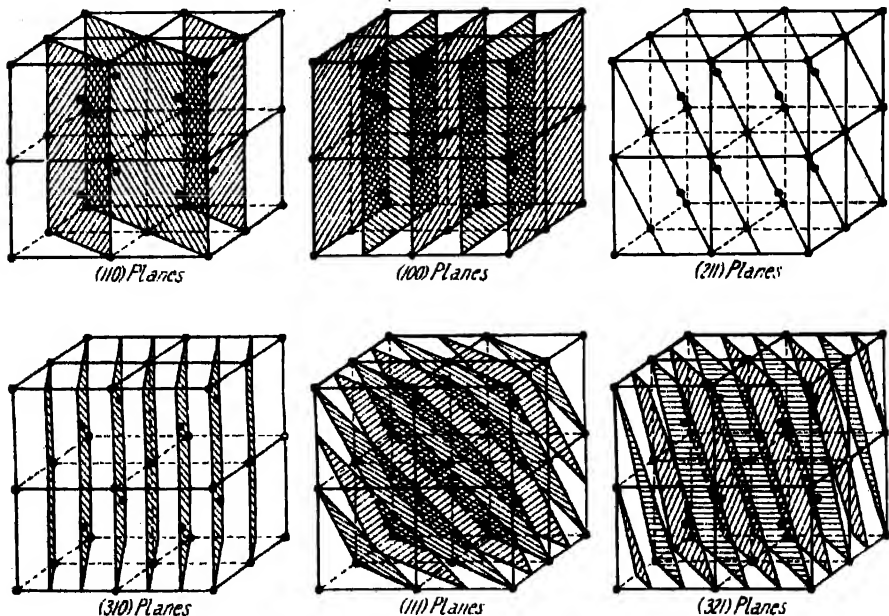 (110) Planes
(100) Planes
(211) Planes
(310) Planes
(111) Planes
(321) Planes